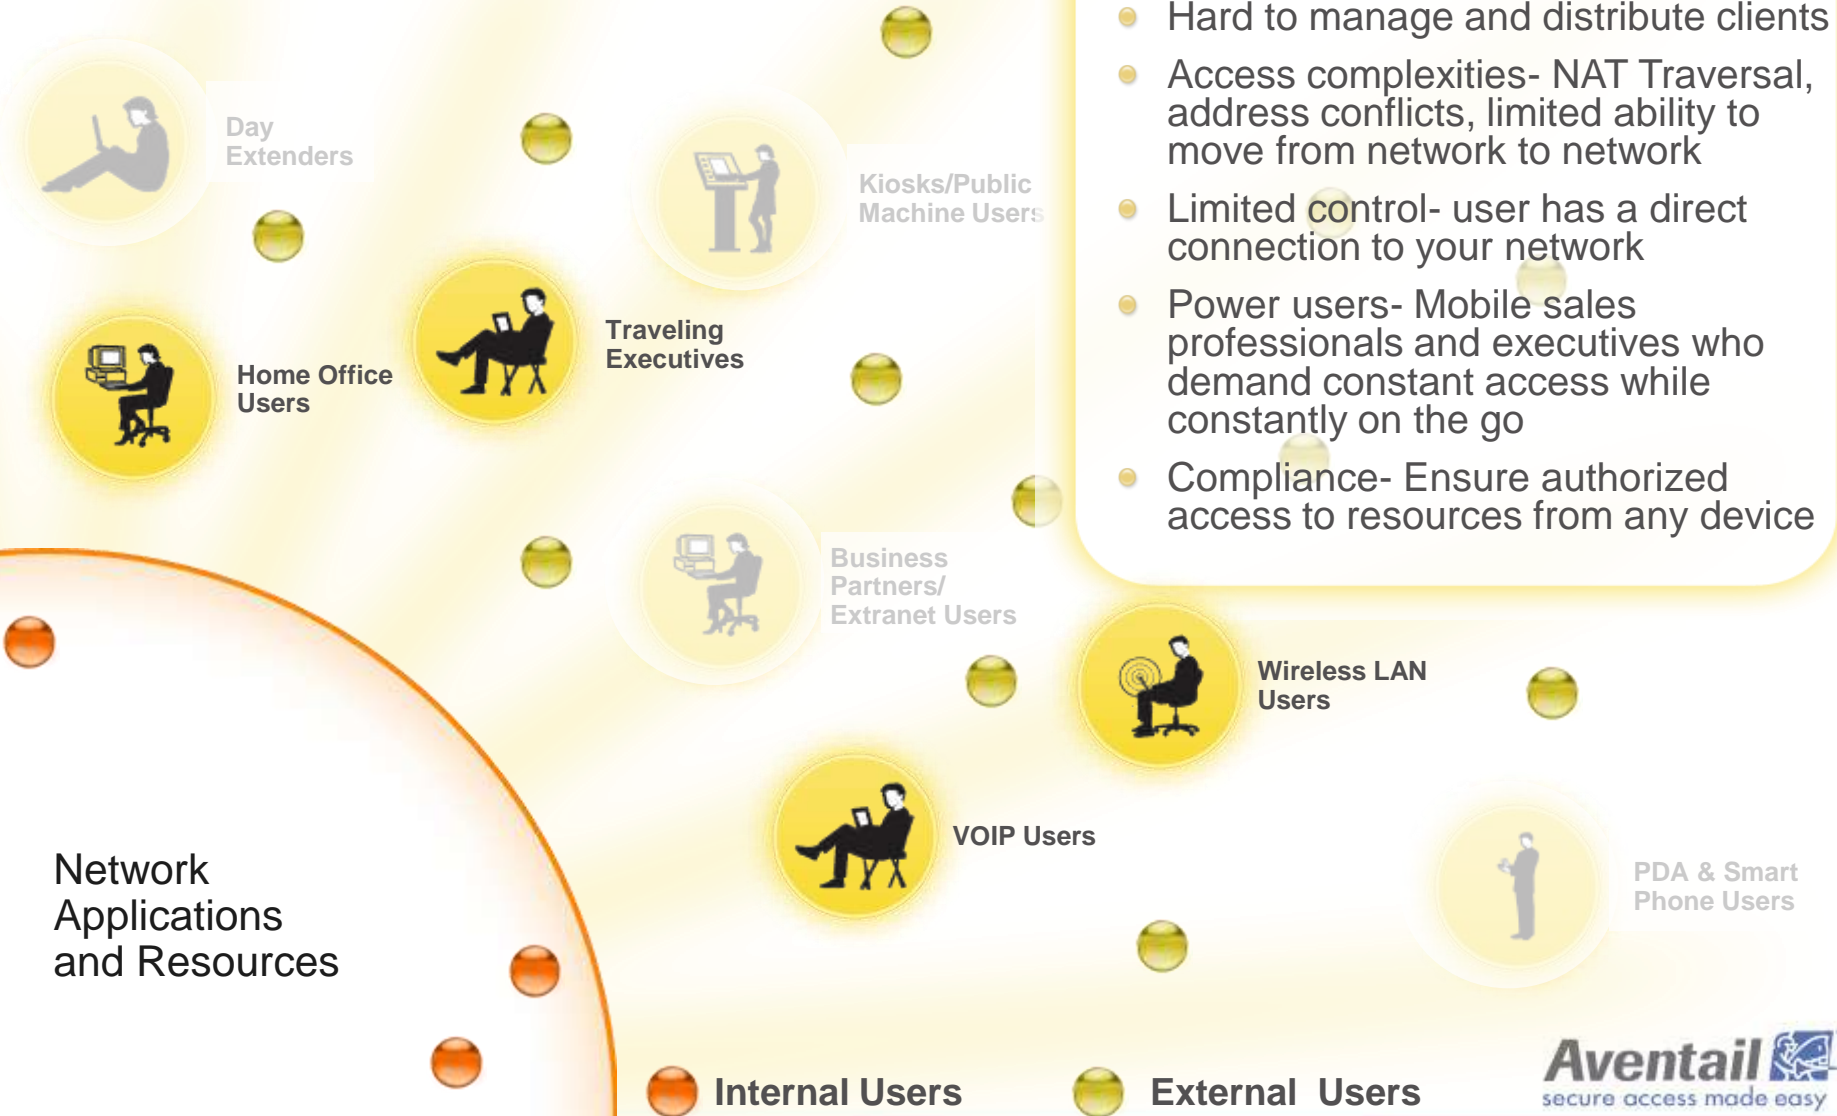 Hard to manage and distribute clients
Access complexities- NAT Traversal,
address conflicts, limited ability to
move from network to network
Limited control- user has a direct
connection to your network
Power users- Mobile sales
professionals and executives who
demand constant access while
constantly on the go
Compliance- Ensure authorized
access to resources from any device
Day
Extenders
Kiosks/Public
Machine Users
Traveling
Executives
Home Office
Users
Business
Partners/
Extranet Users
Wireless LAN
Users
VOIP Users
PDA & Smart
Phone Users
Network
Applications
and Resources
Internal Users
External Users
Aventail
secure access made easy